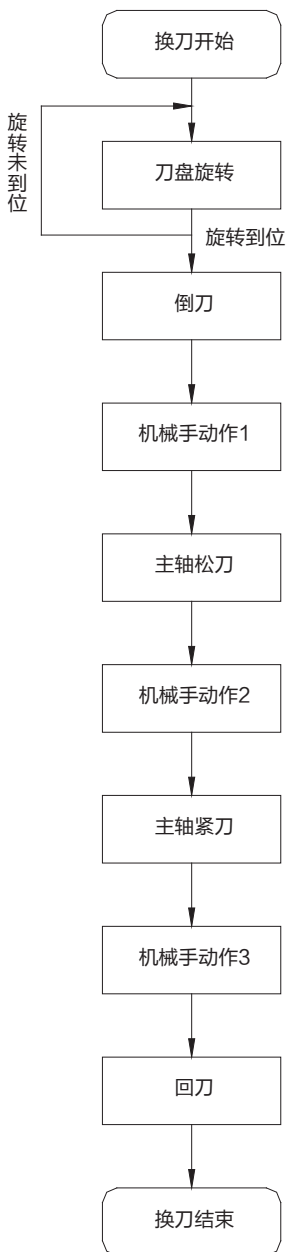 换刀开始
旋转未到位
刀盘旋转
旋转到位
倒刀
机械手动作1
主轴松刀
机械手动作2
主轴紧刀
机械手动作3
回刀
换刀结束